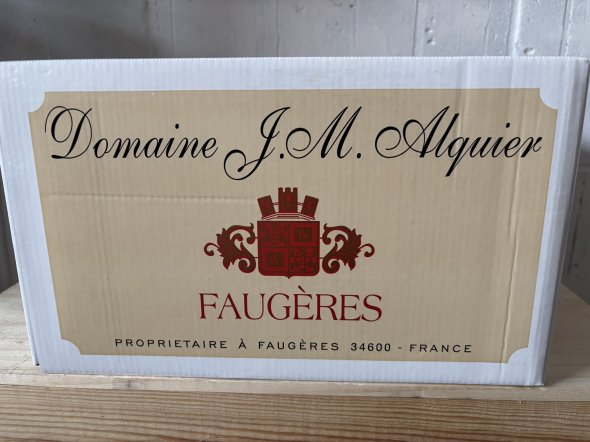 Domaine J.M. Alquier
FAUGÈRES
PROPRIETAIRE À FAUGÈRES 34600 - FRANCE